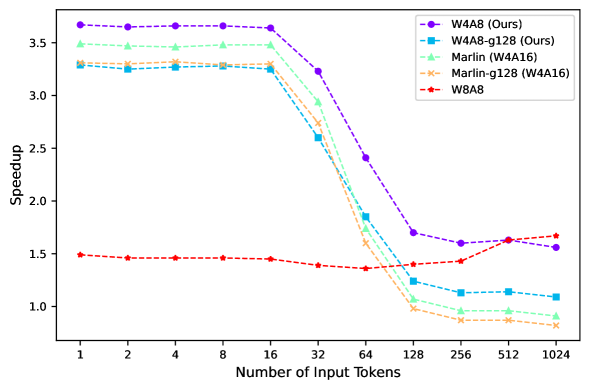 W4A8 (Ours)
W4A8-g128 (Ours)
Marlin (W4A16)
Marlin-g128 (W4A16)
W8A8
Speedup
3.5
3.0
2.5
2.0
1.5
1.0
1 2 4 8 16 32 64 128 256 512 1024
Number of Input Tokens